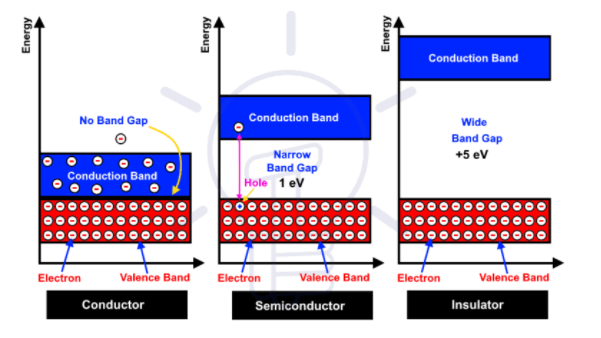 Energy
No Band Gap
Conduction Band
Electron
Valence Band
Conductor
Energy
Conduction Band
Narrow
Band Gap
Hole
1 eV
Electron
Valence Band
Semiconductor
Energy
Conduction Band
Wide
Band Gap
+5 eV
Electron
Valence Band
Insulator